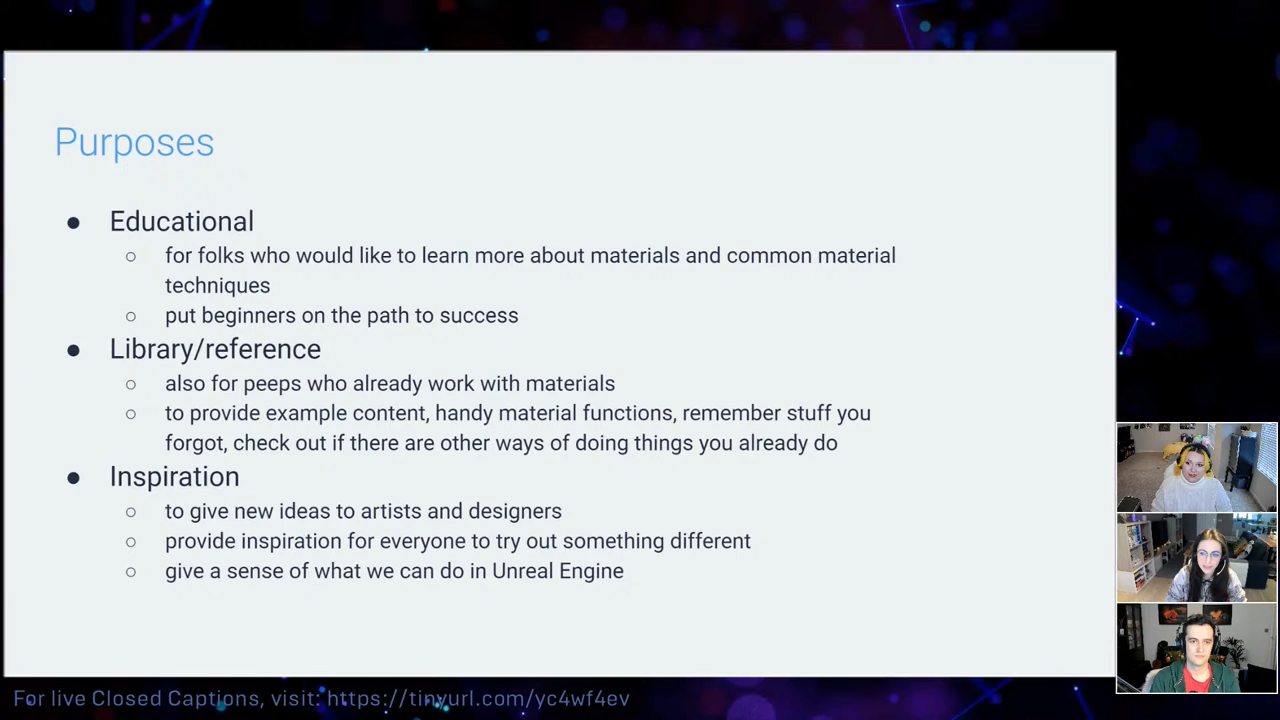 Purposes
● Educational
○ for folks who would like to learn more about materials and common material
techniques
○ put beginners on the path to success
● Library/reference
○ also for peeps who already work with materials
○ to provide example content, handy material functions, remember stuff you
forgot, check out if there are other ways of doing things you already do
● Inspiration
○ to give new ideas to artists and designers
○ provide inspiration for everyone to try out something different
○ give a sense of what we can do in Unreal Engine
For live Closed Captions, visit: https://tinyurl.com/yc4wf4ev